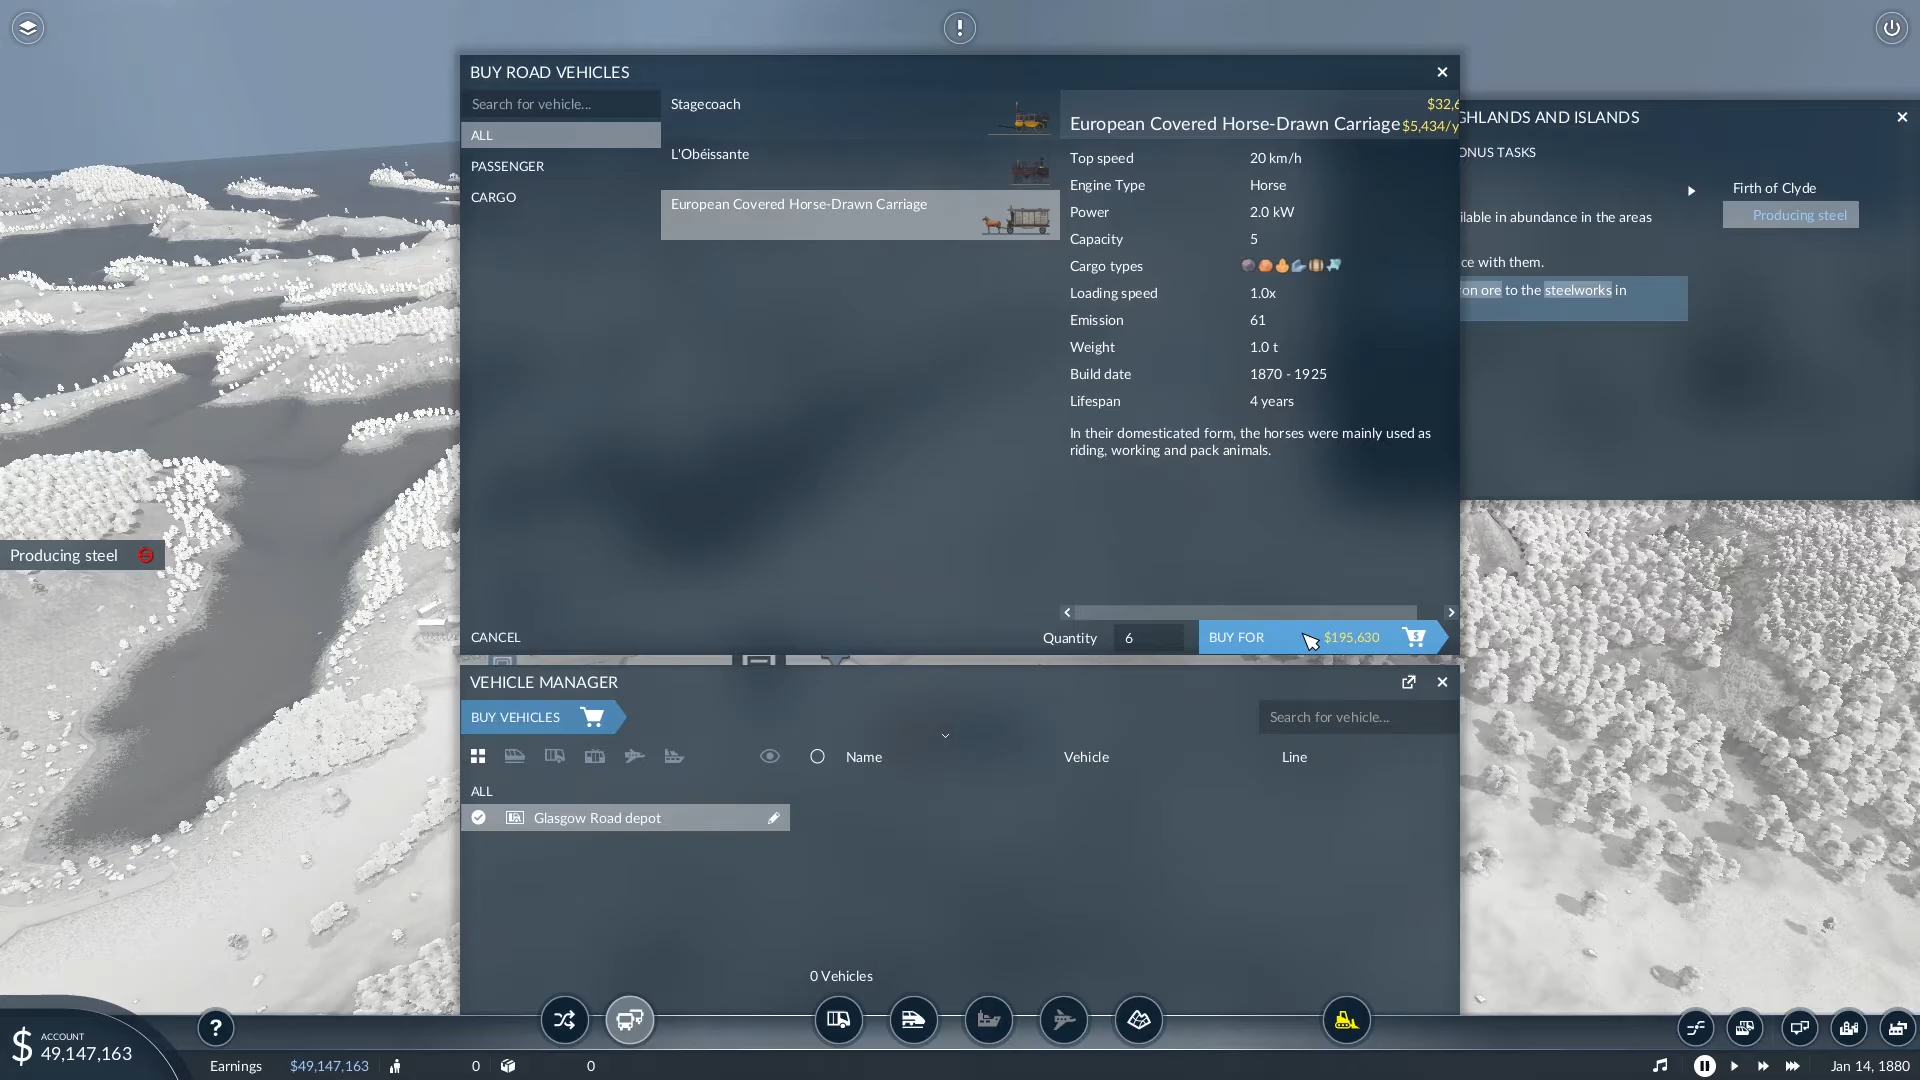 BUY ROAD VEHICLES
Search for vehicle...
ALL
PASSENGER
CARGO
Stagecoach
L'Obéissante
European Covered Horse-Drawn Carriage
European Covered Horse-Drawn Carriage
$32,6
$5,434/y
Top speed 20 km/h
Engine Type Horse
Power 2.0 kW
Capacity 5
Cargo types
Loading speed 1.0x
Emission 61
Weight 1.0 t
Build date 1870 - 1925
Lifespan 4 years
In their domesticated form, the horses were mainly used as
riding, working and pack animals.
CANCEL
Quantity 6
BUY FOR $195,630
GHLANDS AND ISLANDS
ONUS TASKS
Firth of Clyde
Producing steel
ilable in abundance in the areas
ce with them.
on ore to the steelworks in
Producing steel
VEHICLE MANAGER
BUY VEHICLES
Search for vehicle...
Name Vehicle Line
ALL
Glasgow Road depot
0 Vehicles
?
$ ACCOUNT
49,147,163
Earnings $49,147,163 0 0
Jan 14, 1880